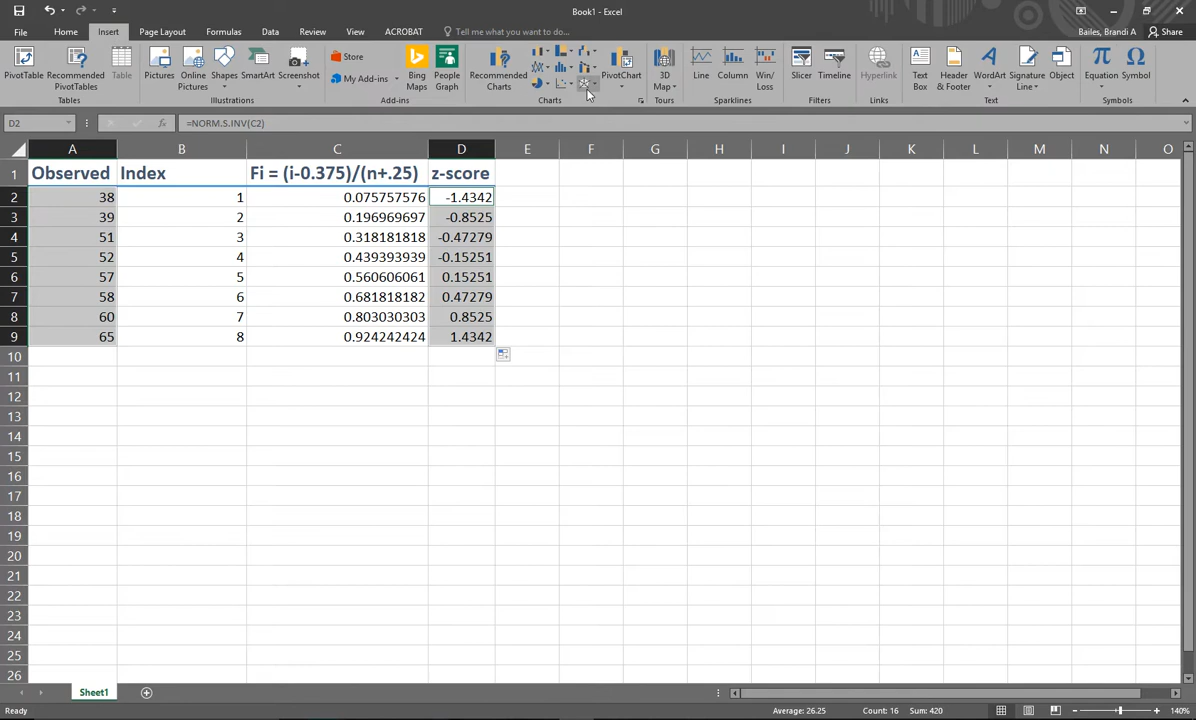 Book1 - Excel
File Home Insert Page Layout Formulas Data Review View ACROBAT Tell me what you want to do... Bailes, Brandi A Share
PivotTable Recommended PivotTables Table Pictures Online Pictures Shapes SmartArt Screenshot Store My Add-ins Bing Maps People Graph Recommended Charts PivotChart 3D Map Line Column Win/ Loss Slicer Timeline Hyperlink Text Box Header & Footer WordArt Signature Line Object Equation Symbol
Tables Illustrations Add-ins Charts Tours Sparklines Filters Links Text Symbols
D2 fx =NORM.S.INV(C2)
A B C D E F G H I J K L M N O
1 Observed Index Fi = (i-0.375)/(n+.25) z-score
2 38 1 0.075757576 -1.4342
3 39 2 0.196969697 -0.8525
4 51 3 0.318181818 -0.47279
5 52 4 0.439393939 -0.15251
6 57 5 0.560606061 0.15251
7 58 6 0.681818182 0.47279
8 60 7 0.803030303 0.8525
9 65 8 0.924242424 1.4342
10
11
12
13
14
15
16
17
18
19
20
21
22
23
24
25
26
Sheet1
Ready Average: 26.25 Count: 16 Sum: 420 140%